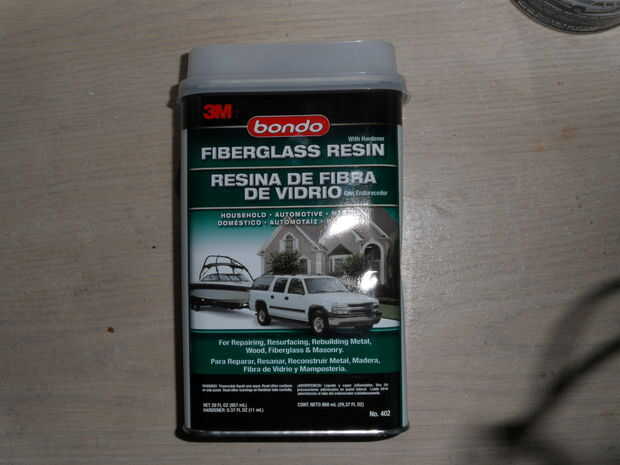 3M
bondo
With Hardener
FIBERGLASS RESIN
RESINA DE FIBRA
DE VIDRIO
Con Endurecedor
HOUSEHOLD • AUTOMOTIVE •
DOMÉSTICO • AUTOMOTAIZ •
For Repairing, Resurfacing, Rebuilding Metal,
Wood, Fiberglass & Masonry.
Para Reparar, Resanar, Reconstruir Metal, Madera,
Fibra de Vidrio y Mampostería.
No. 402